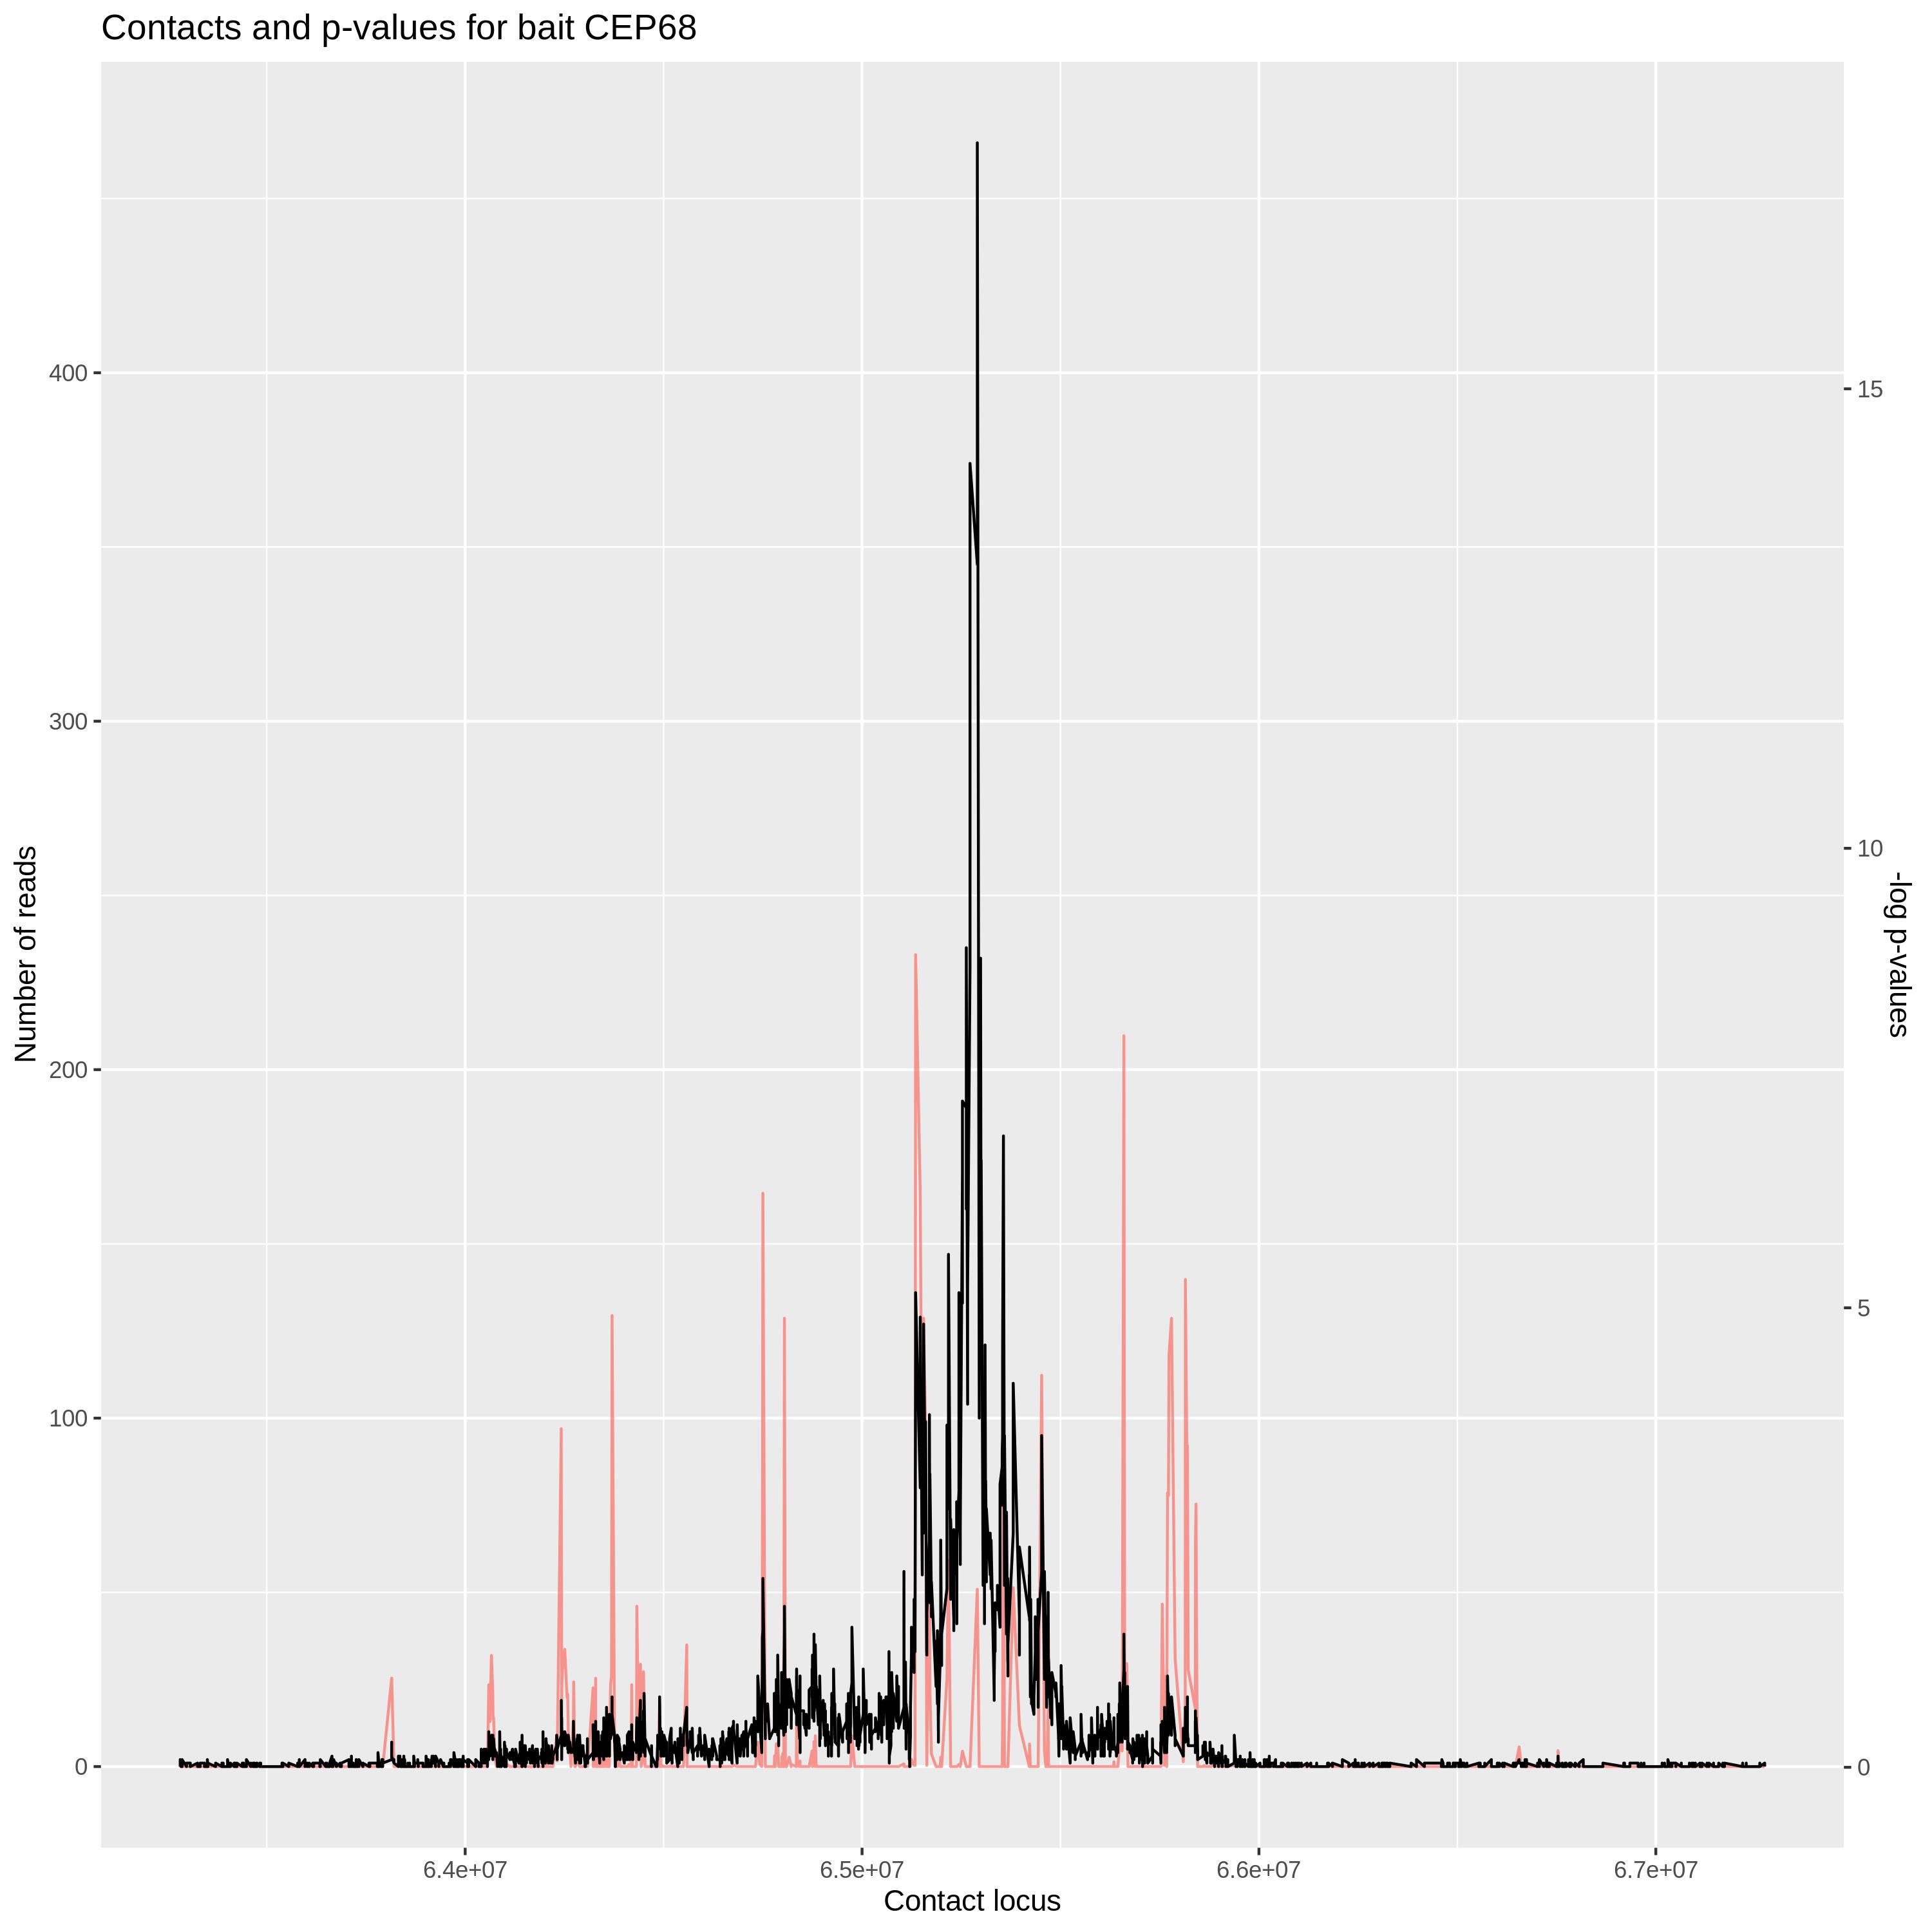 Contacts and p-values for bait CEP68
Number of reads
400
300
200
100
0
15
10
5
0
-log p-values
6.4e+07 6.5e+07 6.6e+07 6.7e+07
Contact locus